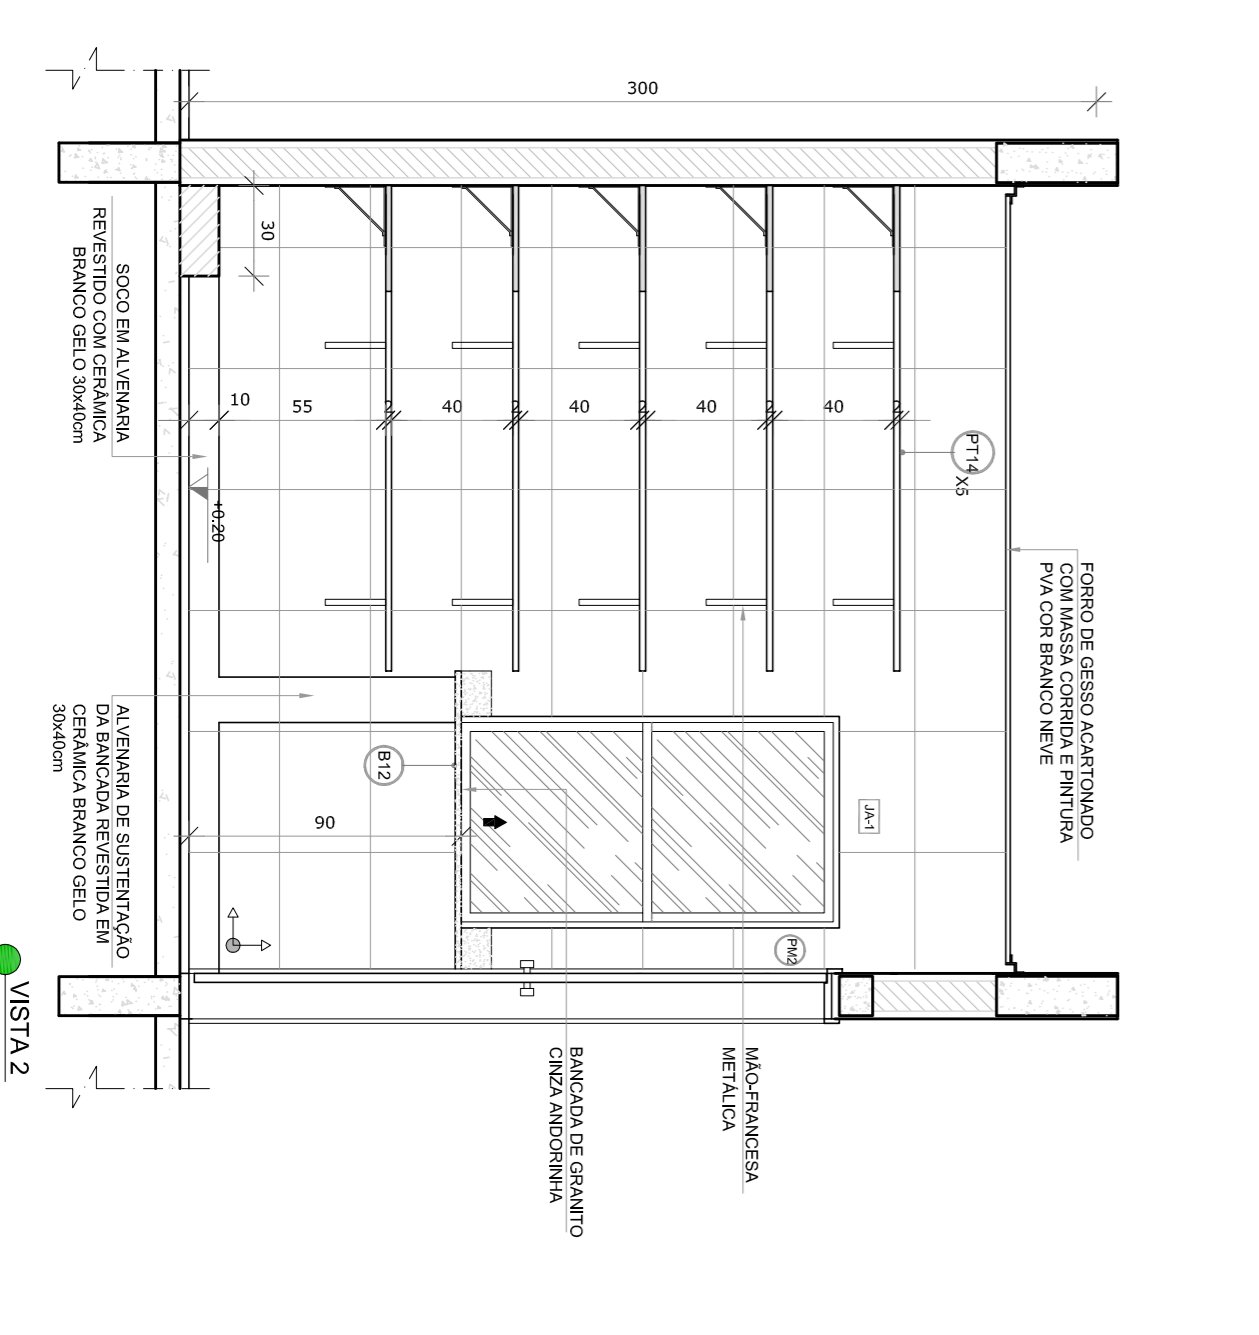 300
30
10
55
2
40
2
40
2
40
2
40
2
PT14
X5
FORRO DE GESSO ACARTONADO
COM MASSA CORRIDA E PINTURA
PVA COR BRANCO NEVE
SOCO EM ALVENARIA
REVESTIDO COM CERÂMICA
BRANCO GELO 30x40cm
+0.20
ALVENARIA DE SUSTENTAÇÃO
DA BANCADA REVESTIDA EM
CERÂMICA BRANCO GELO
30x40cm
B12
90
JA-1
PM2
MÃO-FRANCESA
METÁLICA
BANCADA DE GRANITO
CINZA ANDORINHA
VISTA 2